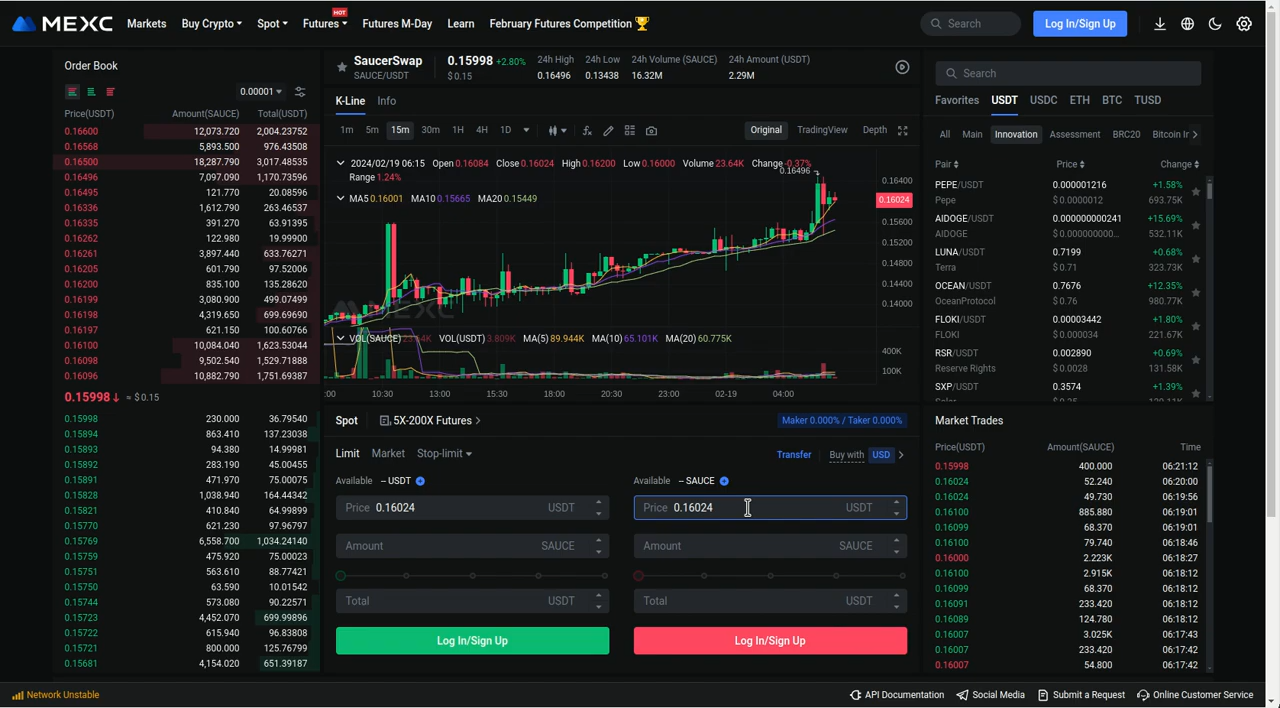 MEXC Markets Buy Crypto Spot Futures HOT Futures M-Day Learn February Futures Competition Search Log In/Sign Up
Order Book
0.00001
Price(USDT) Amount(SAUCE) Total(USDT)
0.16600 12,073.720 2,004.23752
0.16568 5,893.500 976.43508
0.16500 18,287.790 3,017.48535
0.16496 7,097.090 1,170.73596
0.16495 121.770 20.08596
0.16336 1,612.790 263.46537
0.16335 391.270 63.91395
0.16262 122.980 19.99900
0.16261 3,897.440 633.76271
0.16205 601.790 97.52006
0.16200 835.100 135.28620
0.16199 3,080.900 499.07499
0.16198 4,319.650 699.69690
0.16197 621.150 100.60766
0.16100 10,084.040 1,623.53044
0.16098 9,502.540 1,529.71888
0.16096 10,882.790 1,751.69387
0.15998↓ ≈ $ 0.15
0.15998 230.000 36.79540
0.15894 863.410 137.23038
0.15893 94.380 14.99981
0.15892 283.190 45.00455
0.15891 471.970 75.00075
0.15828 1,038.940 164.44342
0.15821 410.840 64.99899
0.15770 621.230 97.96797
0.15769 6,558.700 1,034.24140
0.15759 475.920 75.00023
0.15761 563.610 88.77421
0.15750 63.590 10.01542
0.15744 573.080 90.22571
0.15723 4,452.070 699.99896
0.15722 615.940 96.83808
0.15721 800.000 125.76799
0.15681 4,154.020 651.39187
SaucerSwap
SAUCE/USDT
0.15998 +2.80%
$ 0.15
24h High 24h Low 24h Volume (SAUCE) 24h Amount (USDT)
0.16496 0.13438 16.32M 2.29M
K-Line Info
1m 5m 15m 30m 1H 4H 1D Original TradingView Depth
2024/02/19 06:15 Open0.16084 Close0.16024 High0.16200 Low0.16000 Volume23.64K Change-0.37%
Range1.24%
0.16496
MA5 0.16001 MA10 0.15665 MA20 0.15449
0.16400
0.16024
0.15600
0.15200
0.14800
0.14400
0.14000
MEXC
VOL(SAUCE) 23.64K VOL(USDT) 3.809K MA(5)89.944K MA(10)65.101K MA(20)60.775K
400K
100K
:00 10:30 13:00 15:30 18:00 20:30 23:00 02-19 04:00
Spot 5X-200X Futures Maker 0.000% / Taker 0.000%
Limit Market Stop-limit Transfer Buy with USD
Available – USDT
Price 0.16024 USDT
Amount SAUCE
Total USDT
Log In/Sign Up
Available – SAUCE
Price 0.16024 USDT
Amount SAUCE
Total USDT
Log In/Sign Up
Search
Favorites USDT USDC ETH BTC TUSD
All Main Innovation Assessment BRC20 Bitcoin Ir
Pair Price Change
PEPE/USDT 0.000001216 +1.58%
Pepe $ 0.0000012 693.75K
AIDOGE/USDT 0.000000000241 +15.69%
AIDOGE $ 0.000000000... 532.11K
LUNA/USDT 0.7199 +0.68%
Terra $ 0.71 323.73K
OCEAN/USDT 0.7676 +12.35%
OceanProtocol $ 0.76 980.77K
FLOKI/USDT 0.00003442 +1.80%
FLOKI $ 0.000034 221.67K
RSR/USDT 0.002890 +0.69%
Reserve Rights $ 0.0028 131.58K
SXP/USDT 0.3574 +1.39%
Market Trades
Price(USDT) Amount(SAUCE) Time
0.15998 400.000 06:21:12
0.16024 52.240 06:20:00
0.16024 49.730 06:19:56
0.16100 885.880 06:19:01
0.16099 68.370 06:19:01
0.16100 79.740 06:18:46
0.16000 2.223K 06:18:27
0.16100 2.915K 06:18:12
0.16099 68.370 06:18:12
0.16091 233.420 06:18:12
0.16089 124.780 06:18:12
0.16007 3.025K 06:17:43
0.16007 233.420 06:17:42
0.16007 54.800 06:17:42
Network Unstable API Documentation Social Media Submit a Request Online Customer Service